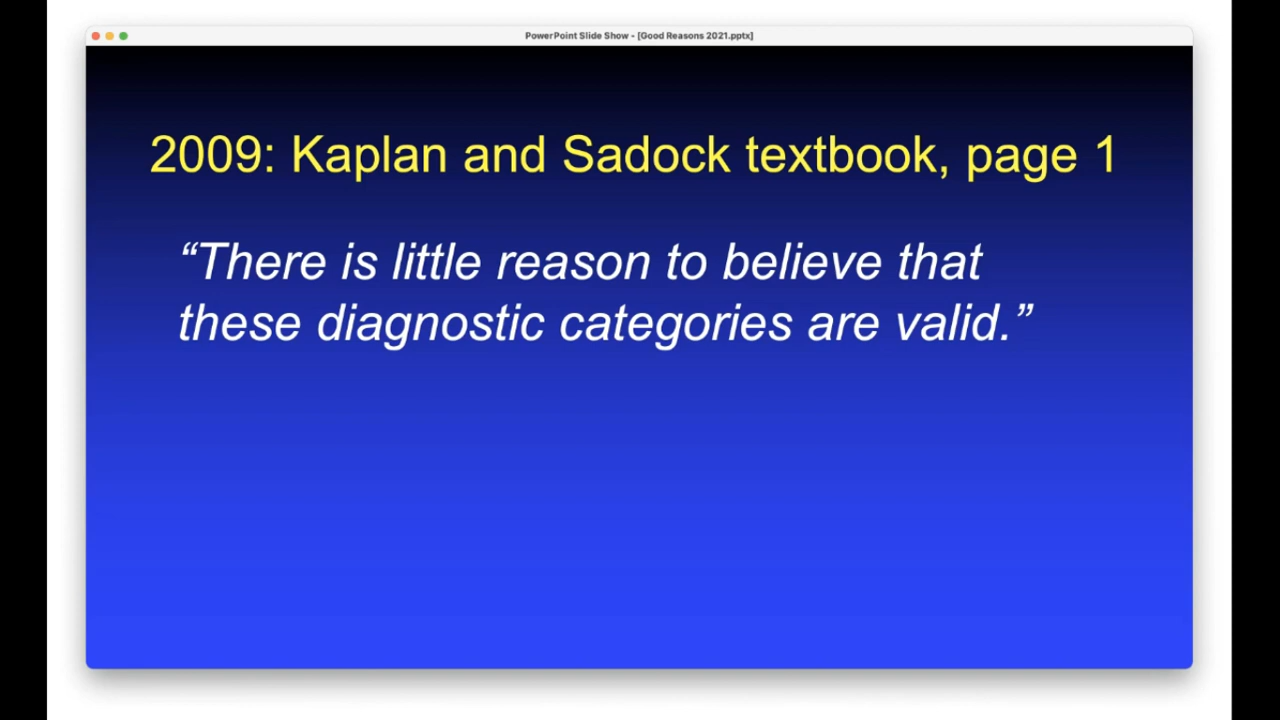 PowerPoint Slide Show - [Good Reasons 2021.pptx]
2009: Kaplan and Sadock textbook, page 1
“There is little reason to believe that
these diagnostic categories are valid.”